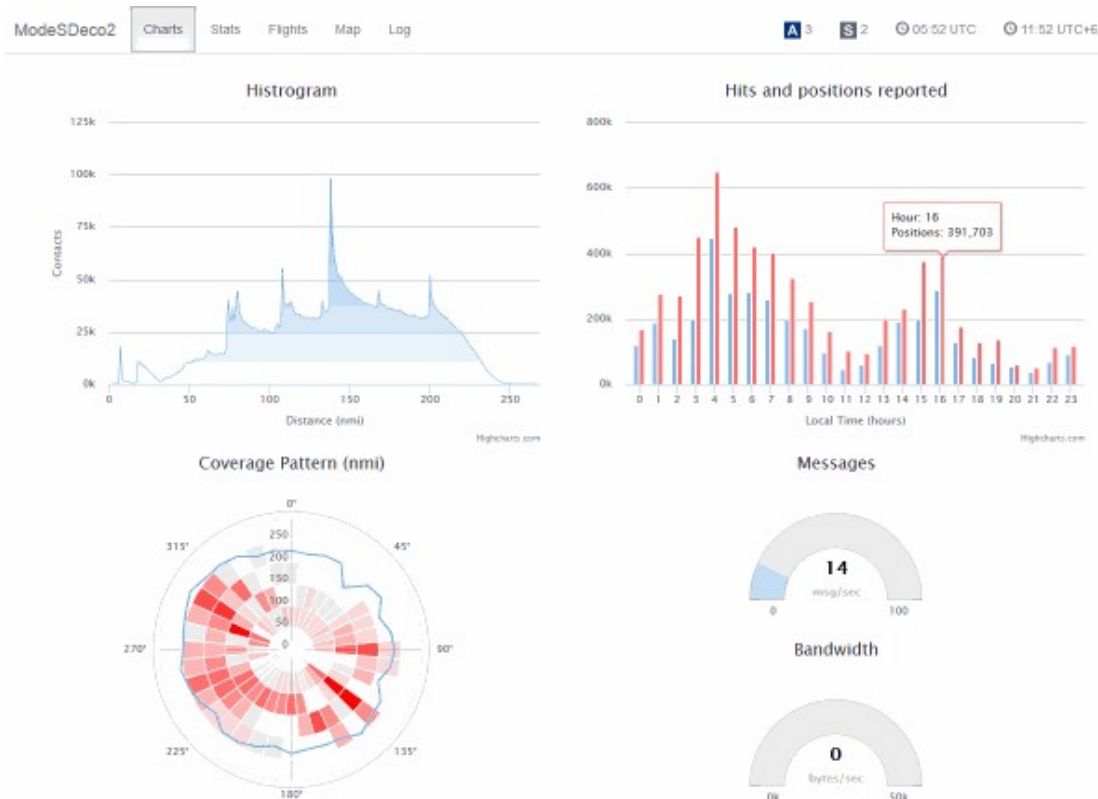 ModeSDeco2 Charts Stats Flights Map Log A 3 S 2 05:52 UTC 11:52 UTC+6
Histrogram
125k
100k
75k
50k
25k
0k
Contacts
0 50 100 150 200 250
Distance (nmi)
Highcharts.com
Hits and positions reported
800k
600k
400k
200k
0k
Hour: 16
Positions: 391,703
0 1 2 3 4 5 6 7 8 9 10 11 12 13 14 15 16 17 18 19 20 21 22 23
Local Time (hours)
Highcharts.com
Coverage Pattern (nmi)
0°
45°
90°
135°
180°
225°
270°
315°
250
200
150
100
50
0
Messages
14
msg/sec
0 100
Bandwidth
0
bytes/sec
0k 50k